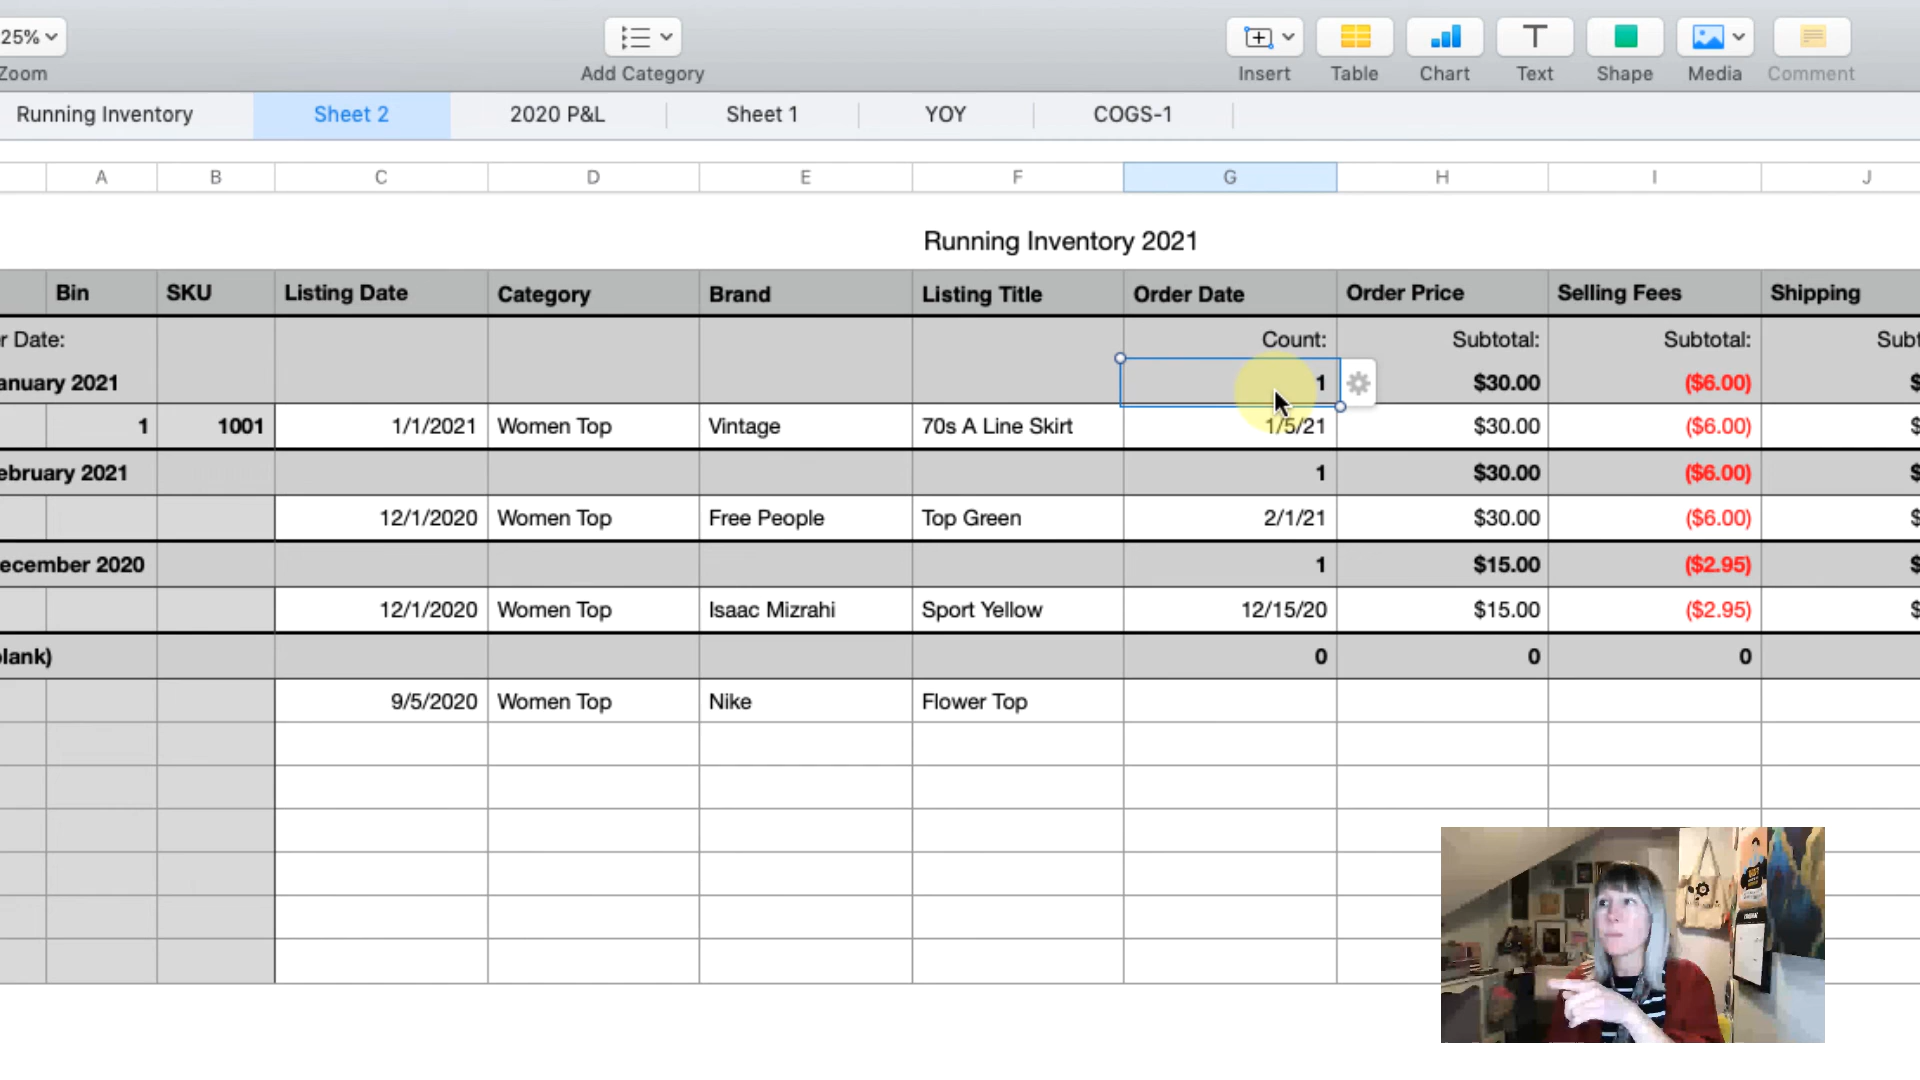 25%
Zoom
Add Category
Insert
Table
Chart
Text
Shape
Media
Comment
Running Inventory
Sheet 2
2020 P&L
Sheet 1
YOY
COGS-1
A B C D E F G H I J
Running Inventory 2021
Bin SKU Listing Date Category Brand Listing Title Order Date Order Price Selling Fees Shipping
r Date: Count: Subtotal: Subtotal: Subt
anuary 2021 1 $30.00 ($6.00) $
1 1001 1/1/2021 Women Top Vintage 70s A Line Skirt 1/5/21 $30.00 ($6.00) $
ebruary 2021 1 $30.00 ($6.00) $
12/1/2020 Women Top Free People Top Green 2/1/21 $30.00 ($6.00) $
ecember 2020 1 $15.00 ($2.95) $
12/1/2020 Women Top Isaac Mizrahi Sport Yellow 12/15/20 $15.00 ($2.95) $
lank) 0 0 0
9/5/2020 Women Top Nike Flower Top